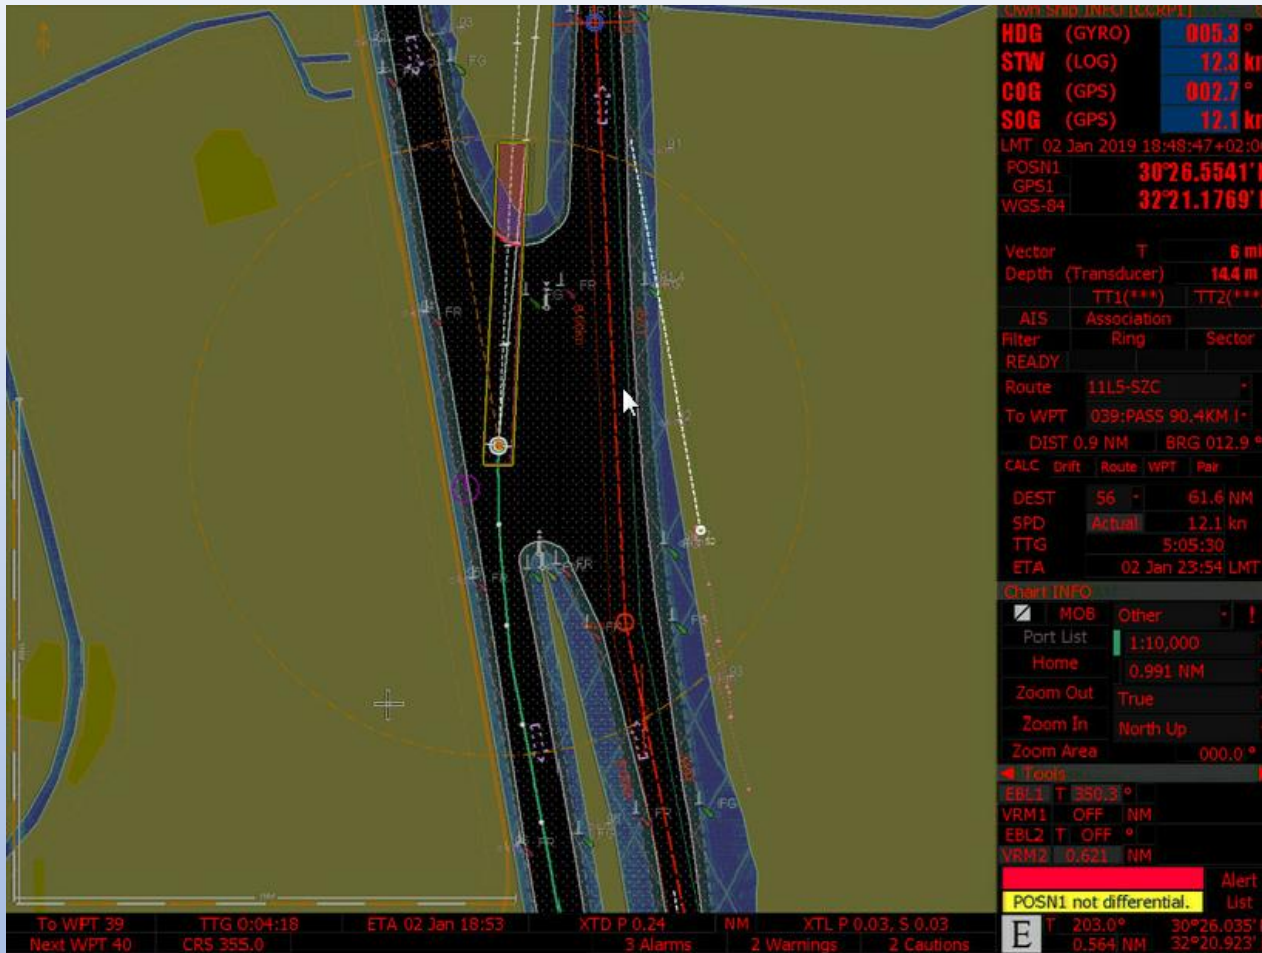 Own Ship INFO [CCRP1]
HDG (GYRO) 005.3 °
STW (LOG) 12.3 kn
COG (GPS) 002.7 °
SOG (GPS) 12.1 kn
LMT 02 Jan 2019 18:48:47+02:00
POSN1 30°26.5541'
GPS1
WGS-84 32°21.1769'
Vector T 6 mi
Depth (Transducer) 14.4 m
TT1(***) TT2(***
AIS Association
Filter Ring Sector
READY
Route 11L5-SZC
To WPT 039:PASS 90.4KM
DIST 0.9 NM BRG 012.9 °
CALC Drift Route WPT Pair
DEST 56 61.6 NM
SPD Actual 12.1 kn
TTG 5:05:30
ETA 02 Jan 23:54 LMT
Chart INFO
MOB Other !
Port List 1:10,000
Home 0.991 NM
Zoom Out True
Zoom In North Up
Zoom Area 000.0 °
Tools
EBL1 T 350.3 °
VRM1 OFF NM
EBL2 T OFF °
VRM2 0.621 NM
Alert
POSN1 not differential. List
E T 203.0° 30°26.035'
0.564 NM 32°20.923'
To WPT 39 TTG 0:04:18 ETA 02 Jan 18:53 XTD P 0.24 NM XTL P 0.03, S 0.03
Next WPT 40 CRS 355.0 3 Alarms 2 Warnings 2 Cautions
FG
FR
FR
FR
FR
FR
FG